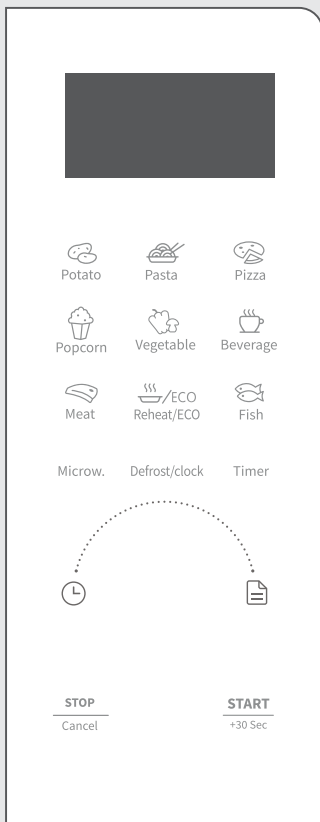 Potato Pasta Pizza
Popcorn Vegetable Beverage
/ECO
Meat Reheat/ECO Fish
Microw. Defrost/clock Timer
STOP START
Cancel +30 Sec